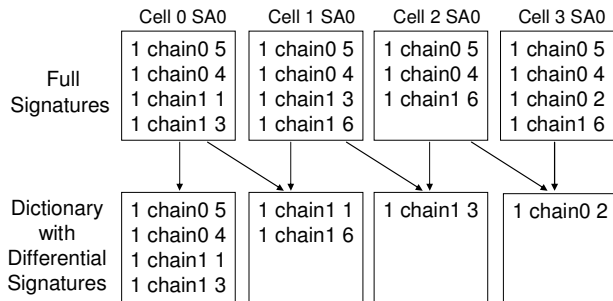 Cell 0 SA0
Cell 1 SA0
Cell 2 SA0
Cell 3 SA0
Full
Signatures
1 chain0 5
1 chain0 4
1 chain1 1
1 chain1 3
1 chain0 5
1 chain0 4
1 chain1 3
1 chain1 6
1 chain0 5
1 chain0 4
1 chain1 6
1 chain0 5
1 chain0 4
1 chain0 2
1 chain1 6
Dictionary
with
Differential
Signatures
1 chain0 5
1 chain0 4
1 chain1 1
1 chain1 3
1 chain1 1
1 chain1 6
1 chain1 3
1 chain0 2